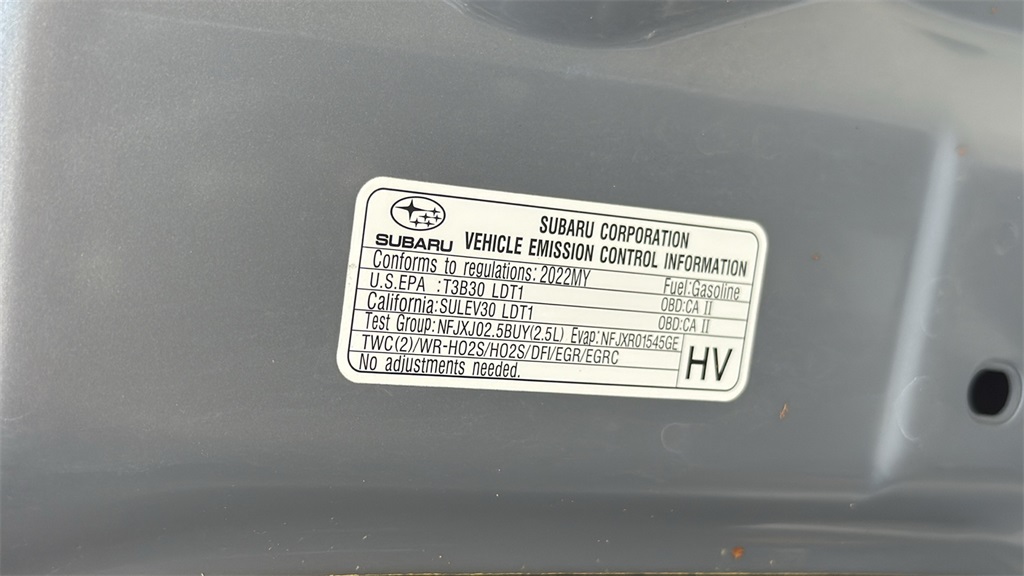 SUBARU
SUBARU CORPORATION
VEHICLE EMISSION CONTROL INFORMATION
Conforms to regulations: 2022MY Fuel:Gasoline
U.S.EPA :T3B30 LDT1 OBD:CA II
California:SULEV30 LDT1 OBD:CA II
Test Group:NFJXJ02.5BUY(2.5L) Evap:NFJXR01545GE
TWC(2)/WR-HO2S/HO2S/DFI/EGR/EGRC
No adjustments needed.
HV